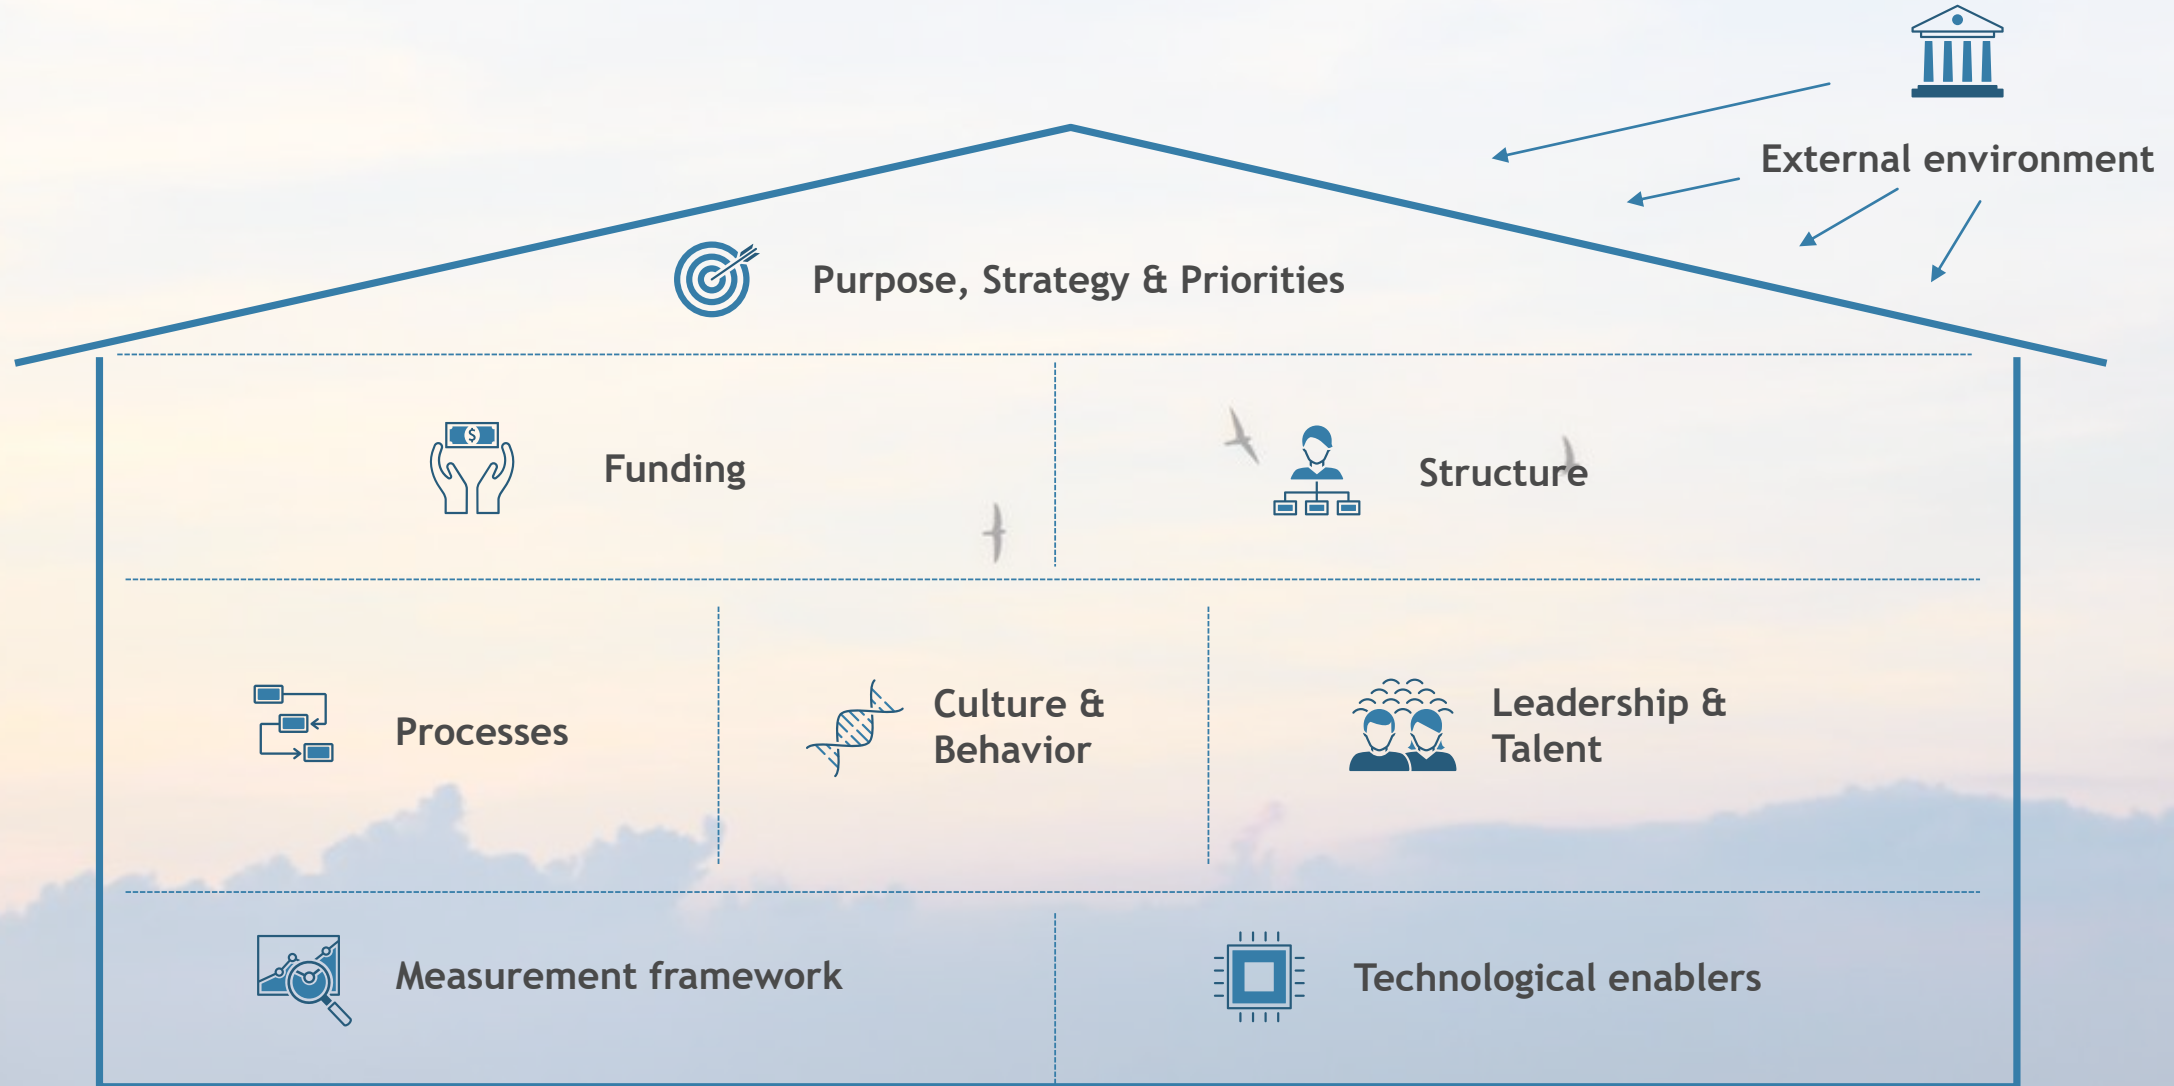 External environment
Purpose, Strategy & Priorities
Funding
Structure
Processes
Culture &
Behavior
Leadership &
Talent
Measurement framework
Technological enablers
$